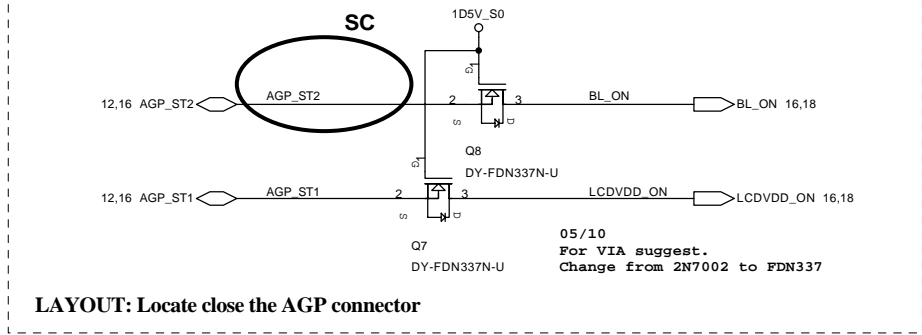 SC
1D5V_S0
1
G
12,16 AGP_ST2
AGP_ST2
2
3
BL_ON
BL_ON 16,18
S
D
Q8
DY-FDN337N-U
1
G
12,16 AGP_ST1
AGP_ST1
2
3
LCDVDD_ON
LCDVDD_ON 16,18
S
D
Q7
DY-FDN337N-U
05/10
For VIA suggest.
Change from 2N7002 to FDN337
LAYOUT: Locate close the AGP connector